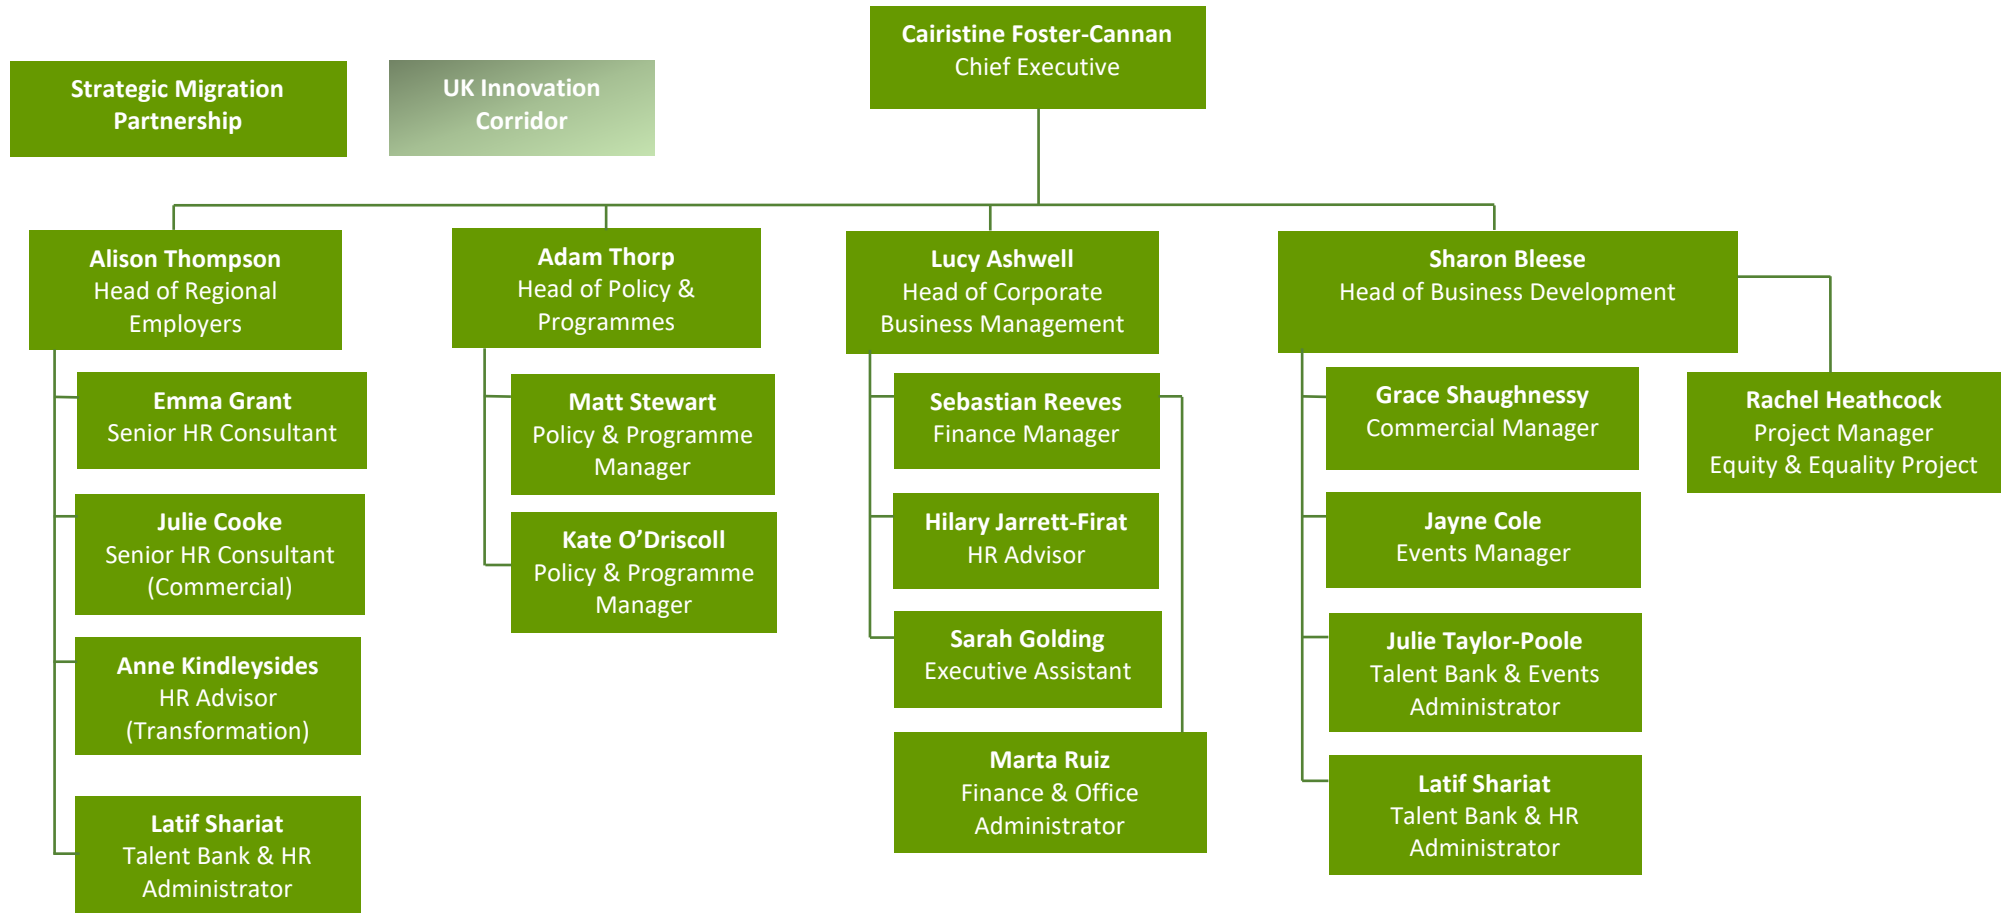 Cairistine Foster-Cannan
Chief Executive
Strategic Migration
Partnership
UK Innovation
Corridor
Alison Thompson
Head of Regional
Employers
Emma Grant
Senior HR Consultant
Julie Cooke
Senior HR Consultant
(Commercial)
Anne Kindleysides
HR Advisor
(Transformation)
Latif Shariat
Talent Bank & HR
Administrator
Adam Thorp
Head of Policy &
Programmes
Matt Stewart
Policy & Programme
Manager
Kate O’Driscoll
Policy & Programme
Manager
Lucy Ashwell
Head of Corporate
Business Management
Sebastian Reeves
Finance Manager
Hilary Jarrett-Firat
HR Advisor
Sarah Golding
Executive Assistant
Marta Ruiz
Finance & Office
Administrator
Sharon Bleese
Head of Business Development
Grace Shaughnessy
Commercial Manager
Jayne Cole
Events Manager
Julie Taylor-Poole
Talent Bank & Events
Administrator
Latif Shariat
Talent Bank & HR
Administrator
Rachel Heathcock
Project Manager
Equity & Equality Project